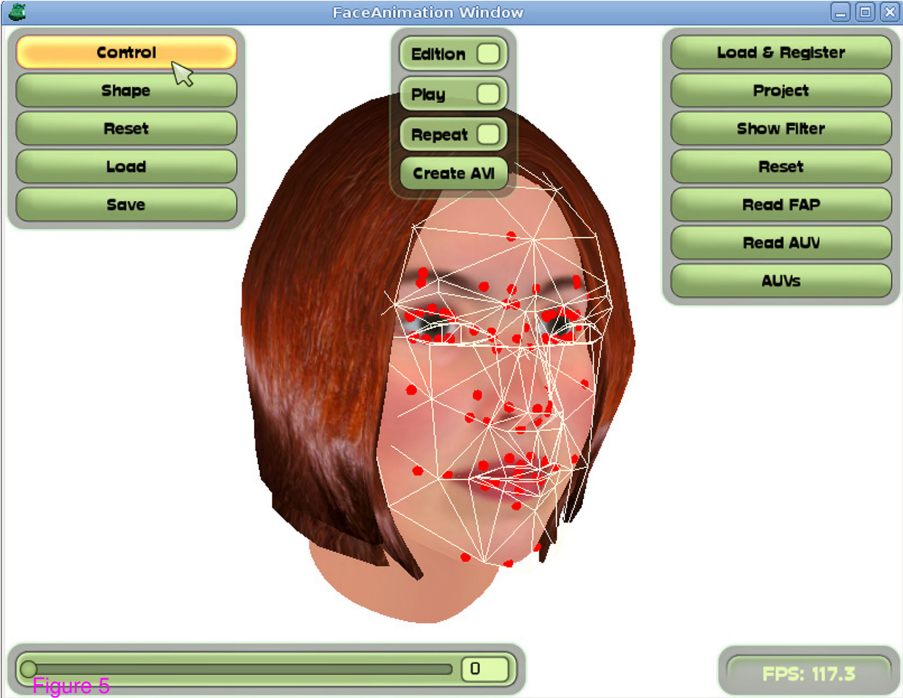 FaceAnimation Window
Control
Shape
Reset
Load
Save
Edition
Play
Repeat
Create AVI
Load & Register
Project
Show Filter
Reset
Read FAP
Read AUV
AUVs
0
FPS: 117.3
Figure 5